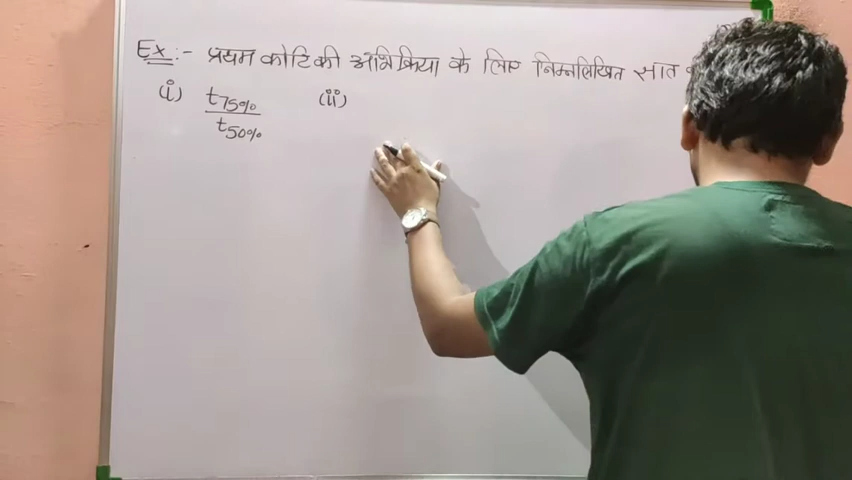 Ex:- प्रथम कोटि की अभिक्रिया के लिए निम्नलिखित सात
(i) t75% / t50% (ii)